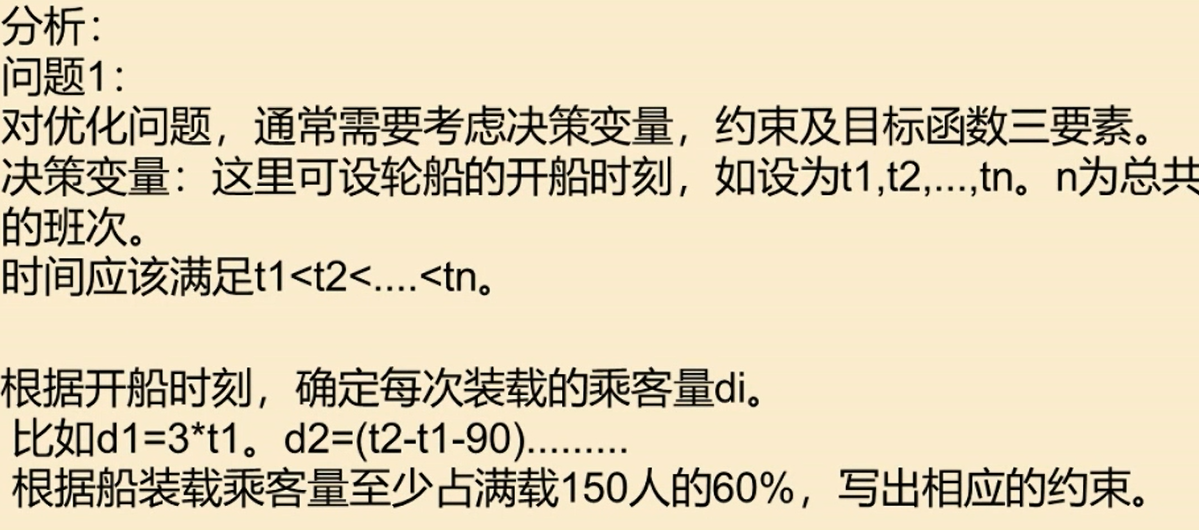 分析：
问题1：
对优化问题，通常需要考虑决策变量，约束及目标函数三要素。
决策变量：这里可设轮船的开船时刻，如设为t1,t2,...,tn。n为总共
的班次。
时间应该满足t1<t2<....<tn。
根据开船时刻，确定每次装载的乘客量di。
比如d1=3*t1。d2=(t2-t1-90).........
根据船装载乘客量至少占满载150人的60%，写出相应的约束。